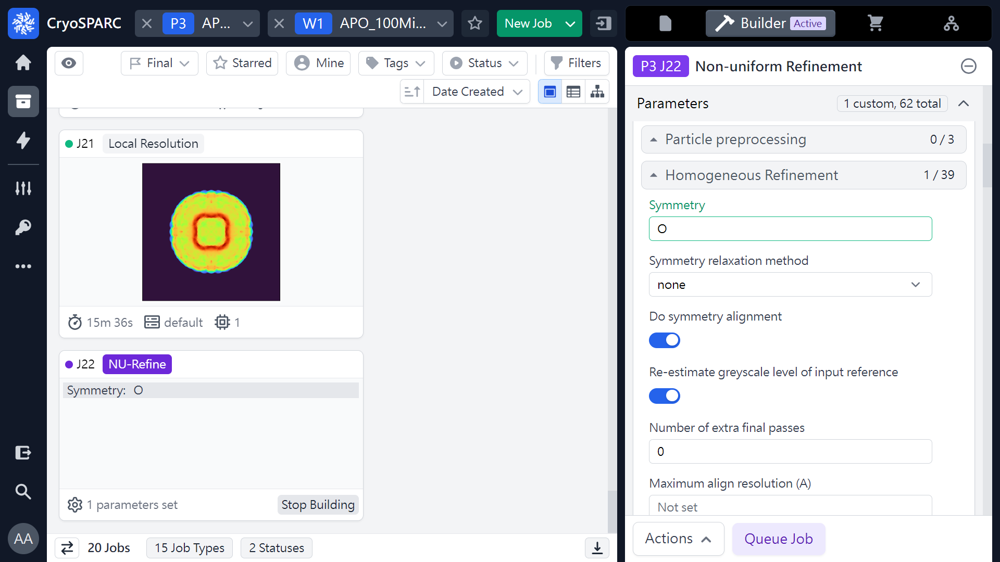 CryoSPARC
P3 AP...
W1 APO_100Mi...
New Job
Builder Active
Final
Starred
Mine
Tags
Status
Filters
Date Created
J21 Local Resolution
15m 36s default 1
J22 NU-Refine
Symmetry: O
1 parameters set Stop Building
20 Jobs 15 Job Types 2 Statuses
AA
P3 J22 Non-uniform Refinement
Parameters 1 custom, 62 total
Particle preprocessing 0 / 3
Homogeneous Refinement 1 / 39
Symmetry
O
Symmetry relaxation method
none
Do symmetry alignment
Re-estimate greyscale level of input reference
Number of extra final passes
0
Maximum align resolution (A)
Not set
Actions Queue Job